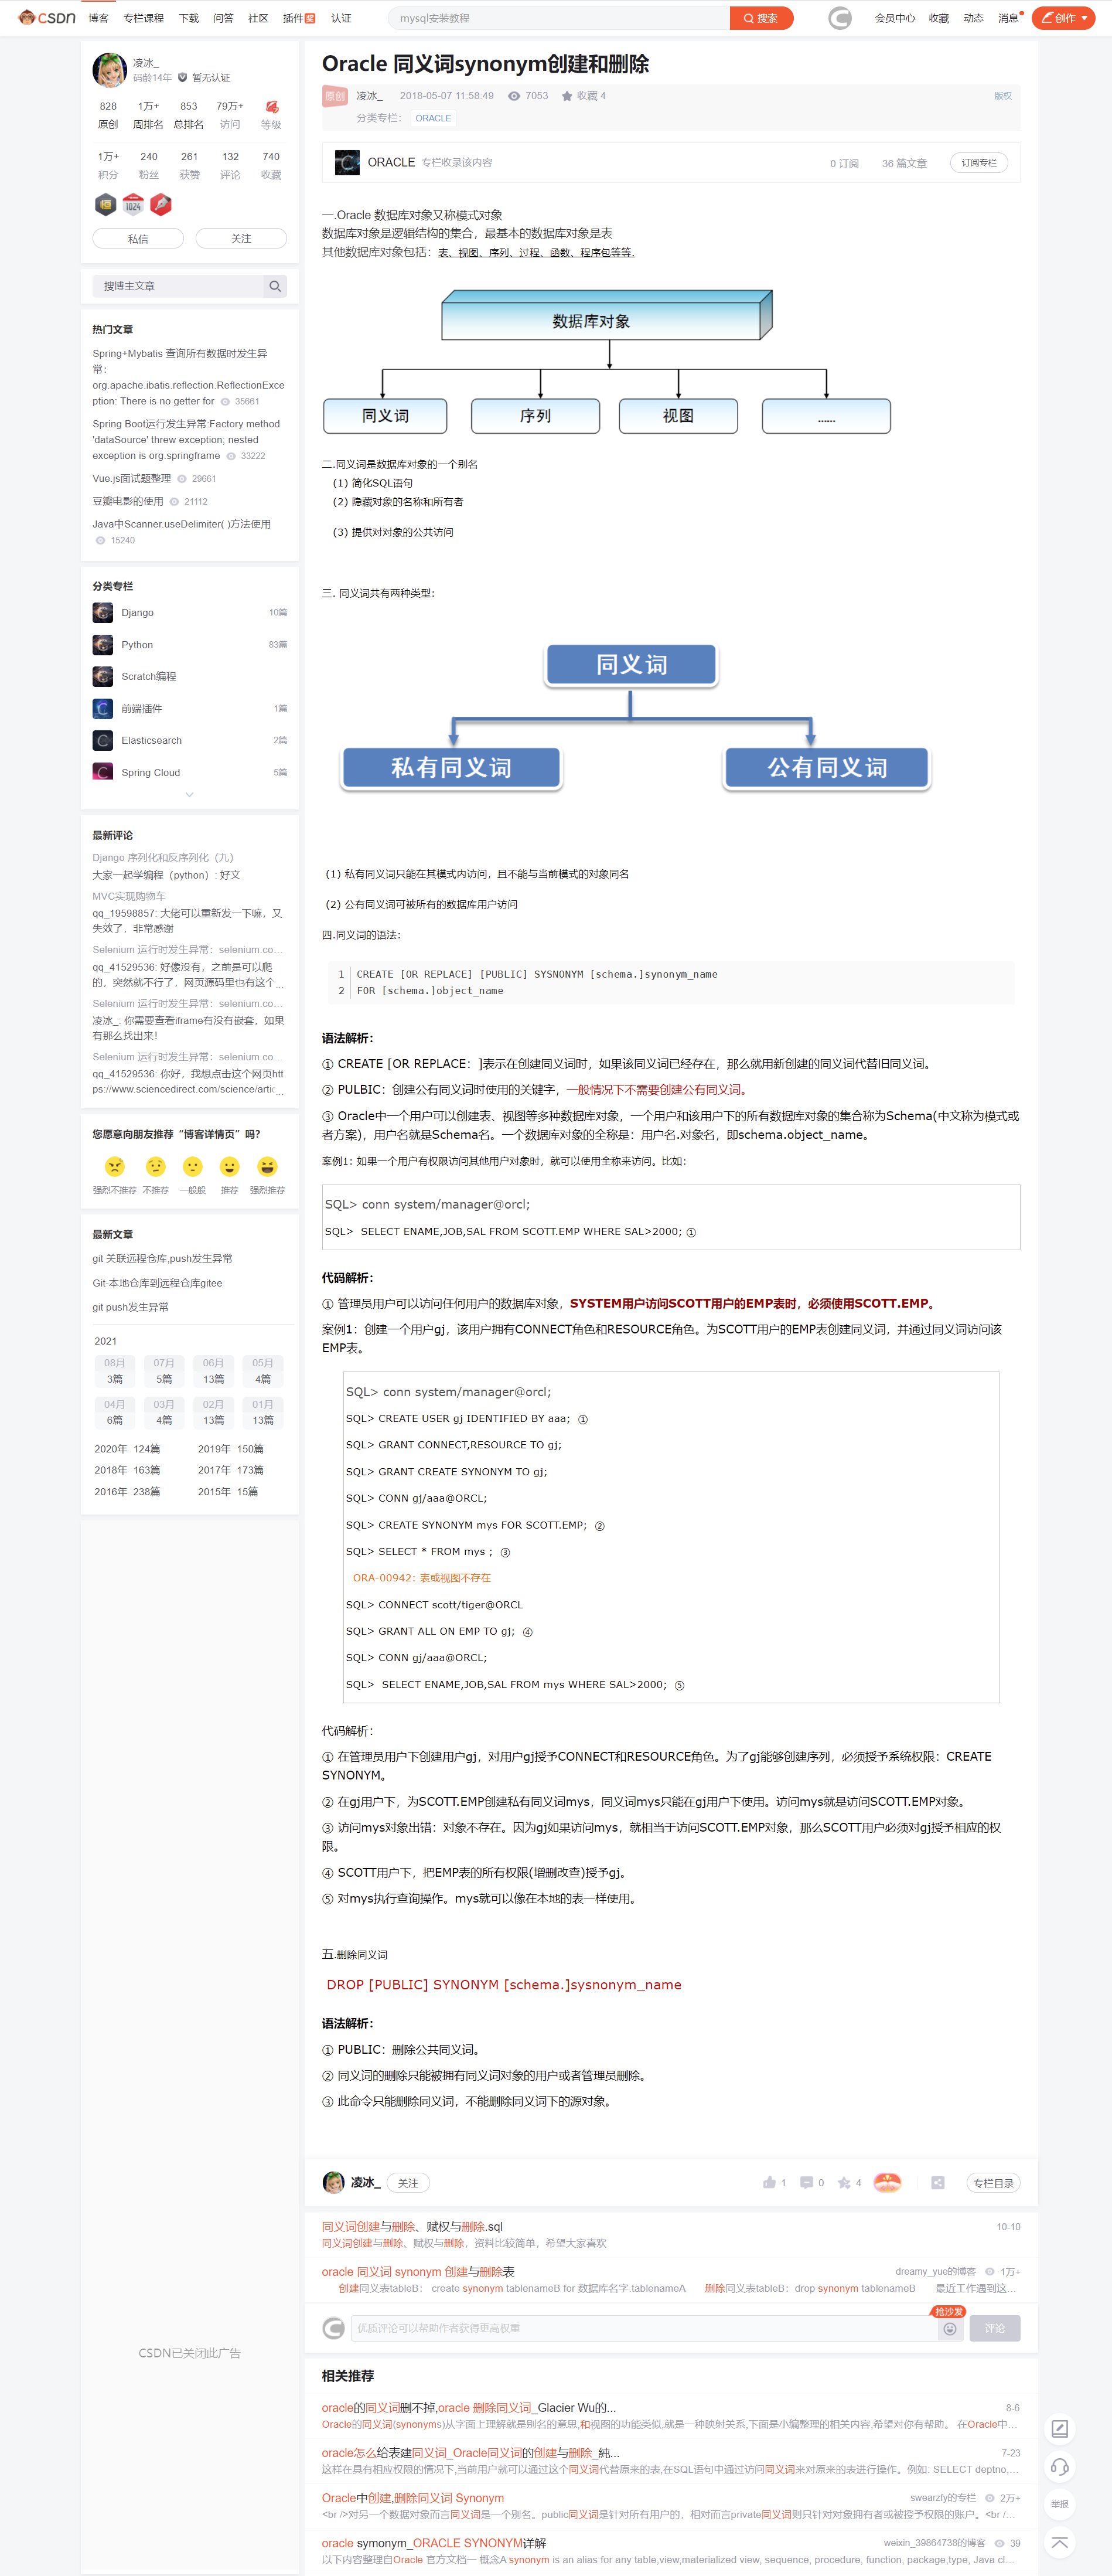 CSDN 博客 专栏课程 下载 问答 社区 插件 认证 mysql安装教程 搜索 会员中心 收藏 动态 消息 创作
凌冰_
码龄14年 暂无认证
828 1万+ 853 79万+
原创 周排名 总排名 访问 等级
1万+ 240 261 132 740
积分 粉丝 获赞 评论 收藏
1024
私信 关注
搜博主文章
热门文章
Spring+Mybatis 查询所有数据时发生异
常：
org.apache.ibatis.reflection.ReflectionExce
ption: There is no getter for 35661
Spring Boot运行发生异常:Factory method
'dataSource' threw exception; nested
exception is org.springframe 33222
Vue.js面试题整理 29661
豆瓣电影的使用 21112
Java中Scanner.useDelimiter( )方法使用
15240
分类专栏
Django 10篇
Python 83篇
Scratch编程
前端插件 1篇
Elasticsearch 2篇
Spring Cloud 5篇
最新评论
Django 序列化和反序列化（九）
大家一起学编程（python）: 好文
MVC实现购物车
qq_19598857: 大佬可以重新发一下嘛，又
失效了，非常感谢
Selenium 运行时发生异常：selenium.co...
qq_41529536: 好像没有，之前是可以爬
的，突然就不行了，网页源码里也有这个...
Selenium 运行时发生异常：selenium.co...
凌冰_: 你需要查看iframe有没有嵌套，如果
有那么找出来！
Selenium 运行时发生异常：selenium.co...
qq_41529536: 你好，我想点击这个网页htt
ps://www.sciencedirect.com/science/artic...
您愿意向朋友推荐“博客详情页”吗？
强烈不推荐 不推荐 一般般 推荐 强烈推荐
最新文章
git 关联远程仓库,push发生异常
Git-本地仓库到远程仓库gitee
git push发生异常
2021
08月 07月 06月 05月
3篇 5篇 13篇 4篇
04月 03月 02月 01月
6篇 4篇 13篇 13篇
2020年 124篇 2019年 150篇
2018年 163篇 2017年 173篇
2016年 238篇 2015年 15篇
CSDN已关闭此广告
Oracle 同义词synonym创建和删除
原创 凌冰_ 2018-05-07 11:58:49 7053 收藏 4 版权
分类专栏： ORACLE
ORACLE 专栏收录该内容 0 订阅 36 篇文章 订阅专栏
一.Oracle 数据库对象又称模式对象
数据库对象是逻辑结构的集合，最基本的数据库对象是表
其他数据库对象包括：表、视图、序列、过程、函数、程序包等等。
数据库对象
同义词 序列 视图 ......
二.同义词是数据库对象的一个别名
(1) 简化SQL语句
(2) 隐藏对象的名称和所有者
(3) 提供对对象的公共访问
三. 同义词共有两种类型：
同义词
私有同义词 公有同义词
(1) 私有同义词只能在其模式内访问，且不能与当前模式的对象同名
(2) 公有同义词可被所有的数据库用户访问
四.同义词的语法：
1 CREATE [OR REPLACE] [PUBLIC] SYSNONYM [schema.]synonym_name
2 FOR [schema.]object_name
语法解析：
① CREATE [OR REPLACE：]表示在创建同义词时，如果该同义词已经存在，那么就用新创建的同义词代替旧同义词。
② PULBIC：创建公有同义词时使用的关键字，一般情况下不需要创建公有同义词。
③ Oracle中一个用户可以创建表、视图等多种数据库对象，一个用户和该用户下的所有数据库对象的集合称为Schema(中文称为模式或
者方案)，用户名就是Schema名。一个数据库对象的全称是：用户名.对象名，即schema.object_name。
案例1: 如果一个用户有权限访问其他用户对象时，就可以使用全称来访问。比如：
SQL> conn system/manager@orcl;
SQL>  SELECT ENAME,JOB,SAL FROM SCOTT.EMP WHERE SAL>2000; ①
代码解析：
① 管理员用户可以访问任何用户的数据库对象，SYSTEM用户访问SCOTT用户的EMP表时，必须使用SCOTT.EMP。
案例1：创建一个用户gj，该用户拥有CONNECT角色和RESOURCE角色。为SCOTT用户的EMP表创建同义词，并通过同义词访问该
EMP表。
SQL> conn system/manager@orcl;
SQL> CREATE USER gj IDENTIFIED BY aaa;  ①
SQL> GRANT CONNECT,RESOURCE TO gj;
SQL> GRANT CREATE SYNONYM TO gj;
SQL> CONN gj/aaa@ORCL;
SQL> CREATE SYNONYM mys FOR SCOTT.EMP;  ②
SQL> SELECT * FROM mys ;  ③
ORA-00942: 表或视图不存在
SQL> CONNECT scott/tiger@ORCL
SQL> GRANT ALL ON EMP TO gj;  ④
SQL> CONN gj/aaa@ORCL;
SQL>  SELECT ENAME,JOB,SAL FROM mys WHERE SAL>2000;  ⑤
代码解析：
① 在管理员用户下创建用户gj，对用户gj授予CONNECT和RESOURCE角色。为了gj能够创建序列，必须授予系统权限：CREATE
SYNONYM。
② 在gj用户下，为SCOTT.EMP创建私有同义词mys，同义词mys只能在gj用户下使用。访问mys就是访问SCOTT.EMP对象。
③ 访问mys对象出错：对象不存在。因为gj如果访问mys，就相当于访问SCOTT.EMP对象，那么SCOTT用户必须对gj授予相应的权
限。
④ SCOTT用户下，把EMP表的所有权限(增删改查)授予gj。
⑤ 对mys执行查询操作。mys就可以像在本地的表一样使用。
五.删除同义词
DROP [PUBLIC] SYNONYM [schema.]sysnonym_name
语法解析：
① PUBLIC：删除公共同义词。
② 同义词的删除只能被拥有同义词对象的用户或者管理员删除。
③ 此命令只能删除同义词，不能删除同义词下的源对象。
凌冰_ 关注 1 0 4 专栏目录
同义词创建与删除、赋权与删除.sql 10-10
同义词创建与删除、赋权与删除，资料比较简单，希望大家喜欢
oracle 同义词 synonym 创建与删除表 dreamy_yue的博客 1万+
创建同义表tableB： create synonym tablenameB for 数据库名字.tablenameA 删除同义表tableB：drop synonym tablenameB 最近工作遇到这...
抢沙发
优质评论可以帮助作者获得更高权重 评论
相关推荐
oracle的同义词删不掉,oracle 删除同义词_Glacier Wu的... 8-6
Oracle的同义词(synonyms)从字面上理解就是别名的意思,和视图的功能类似,就是一种映射关系,下面是小编整理的相关内容,希望对你有帮助。 在Oracle中...
oracle怎么给表建同义词_Oracle同义词的创建与删除_純... 7-23
这样在具有相应权限的情况下,当前用户就可以通过这个同义词代替原来的表,在SQL语句中通过访问同义词来对原来的表进行操作。例如: SELECT deptno,...
Oracle中创建,删除同义词 Synonym swearzfy的专栏 2万+
<br />对另一个数据对象而言同义词是一个别名。public同义词是针对所有用户的，相对而言private同义词则只针对对象拥有者或被授予权限的账户。<br /...
oracle symonym_ORACLE SYNONYM详解 weixin_39864738的博客 39
以下内容整理自Oracle 官方文档一 概念A synonym is an alias for any table,view,materialized view, sequence, procedure, function, package,type, Java cl...
举报